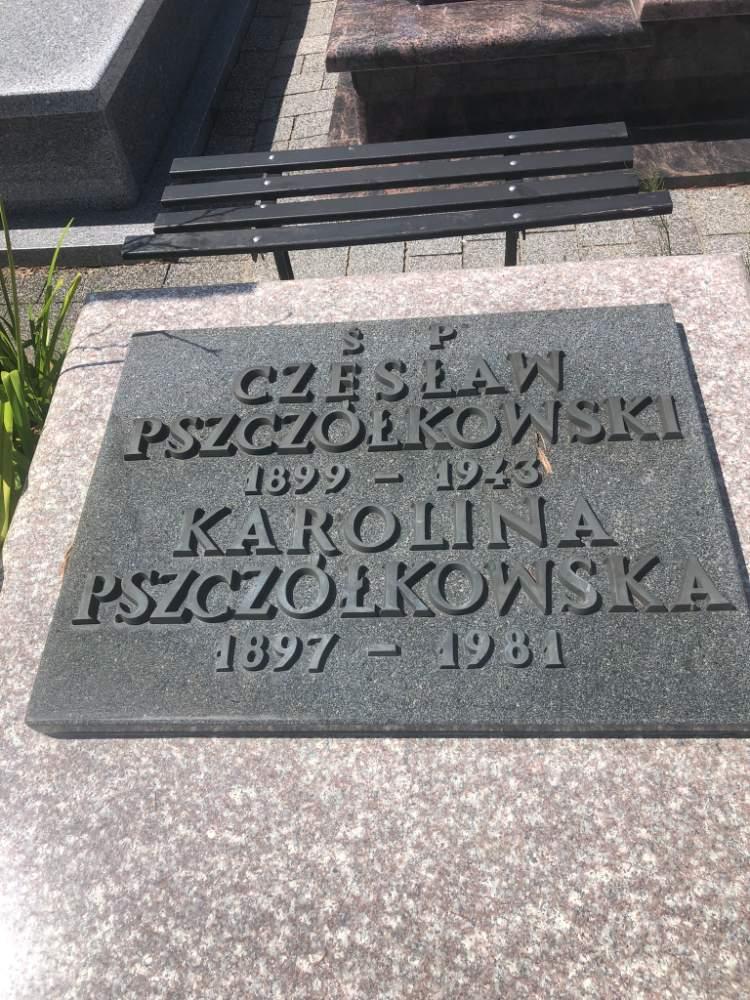 Ś P
CZESŁAW
PSZCZÓŁKOWSKI
1899 – 1943
KAROLINA
PSZCZÓŁKOWSKA
1897 – 1981